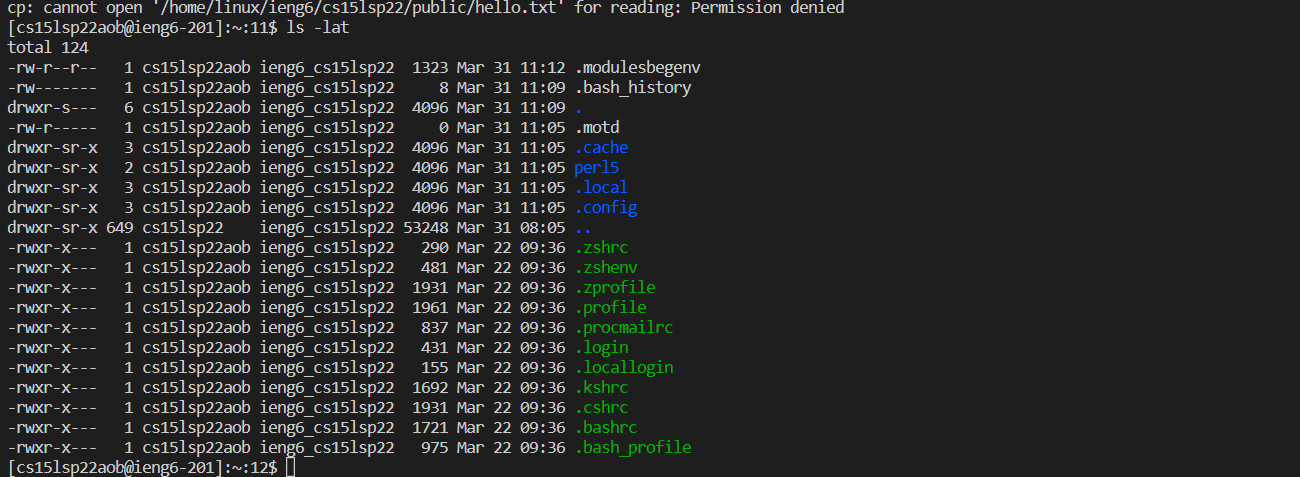 cp: cannot open '/home/linux/ieng6/cs15lsp22/public/hello.txt' for reading: Permission denied
[cs15lsp22aob@ieng6-201]:~:11$ ls -lat
total 124
-rw-r--r--   1 cs15lsp22aob ieng6_cs15lsp22  1323 Mar 31 11:12 .modulesbegenv
-rw-------   1 cs15lsp22aob ieng6_cs15lsp22     8 Mar 31 11:09 .bash_history
drwxr-s---   6 cs15lsp22aob ieng6_cs15lsp22  4096 Mar 31 11:09 .
-rw-r-----   1 cs15lsp22aob ieng6_cs15lsp22     0 Mar 31 11:05 .motd
drwxr-sr-x   3 cs15lsp22aob ieng6_cs15lsp22  4096 Mar 31 11:05 .cache
drwxr-sr-x   2 cs15lsp22aob ieng6_cs15lsp22  4096 Mar 31 11:05 perl5
drwxr-sr-x   3 cs15lsp22aob ieng6_cs15lsp22  4096 Mar 31 11:05 .local
drwxr-sr-x   3 cs15lsp22aob ieng6_cs15lsp22  4096 Mar 31 11:05 .config
drwxr-sr-x 649 cs15lsp22    ieng6_cs15lsp22 53248 Mar 31 08:05 ..
-rwxr-x---   1 cs15lsp22aob ieng6_cs15lsp22   290 Mar 22 09:36 .zshrc
-rwxr-x---   1 cs15lsp22aob ieng6_cs15lsp22   481 Mar 22 09:36 .zshenv
-rwxr-x---   1 cs15lsp22aob ieng6_cs15lsp22  1931 Mar 22 09:36 .zprofile
-rwxr-x---   1 cs15lsp22aob ieng6_cs15lsp22  1961 Mar 22 09:36 .profile
-rwxr-x---   1 cs15lsp22aob ieng6_cs15lsp22   837 Mar 22 09:36 .procmailrc
-rwxr-x---   1 cs15lsp22aob ieng6_cs15lsp22   431 Mar 22 09:36 .login
-rwxr-x---   1 cs15lsp22aob ieng6_cs15lsp22   155 Mar 22 09:36 .locallogin
-rwxr-x---   1 cs15lsp22aob ieng6_cs15lsp22  1692 Mar 22 09:36 .kshrc
-rwxr-x---   1 cs15lsp22aob ieng6_cs15lsp22  1931 Mar 22 09:36 .cshrc
-rwxr-x---   1 cs15lsp22aob ieng6_cs15lsp22  1721 Mar 22 09:36 .bashrc
-rwxr-x---   1 cs15lsp22aob ieng6_cs15lsp22   975 Mar 22 09:36 .bash_profile
[cs15lsp22aob@ieng6-201]:~:12$